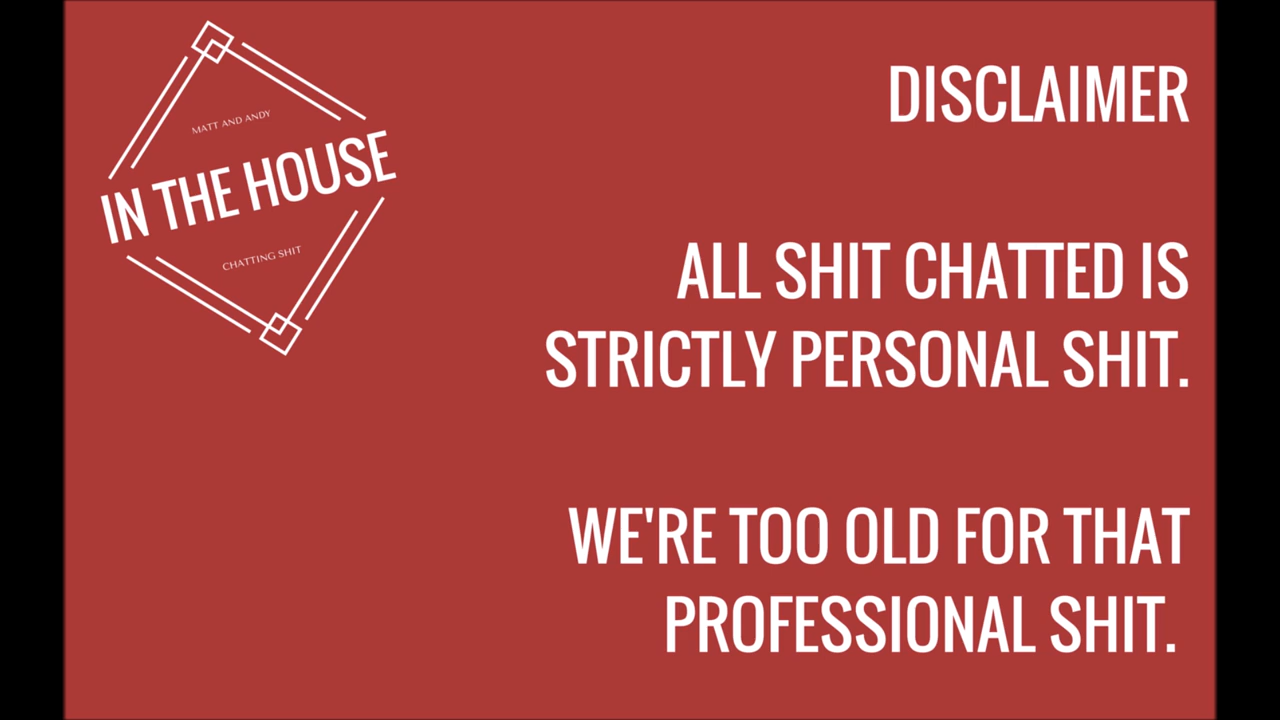 MATT AND ANDY
IN THE HOUSE
CHATTING SHIT
DISCLAIMER
ALL SHIT CHATTED IS
STRICTLY PERSONAL SHIT.
WE'RE TOO OLD FOR THAT
PROFESSIONAL SHIT.